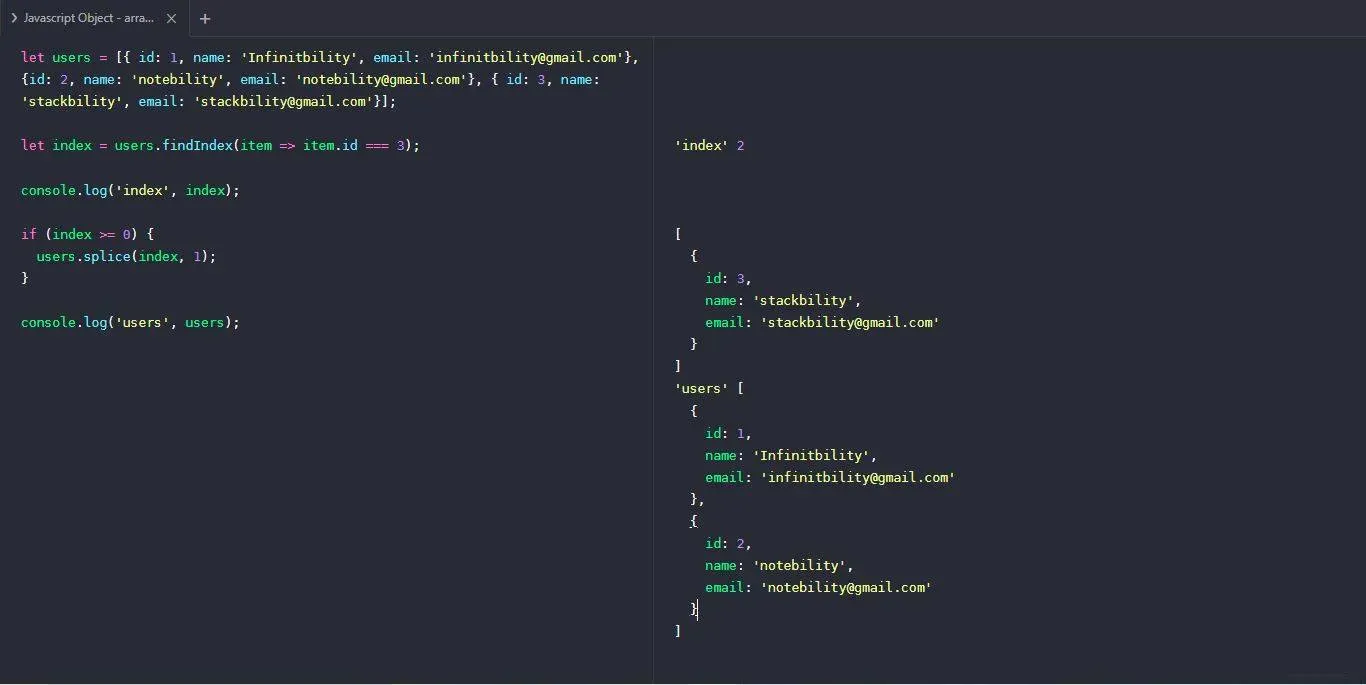 Javascript Object - arra...
let users = [{ id: 1, name: 'Infinitbility', email: 'infinitbility@gmail.com'},
{id: 2, name: 'notebility', email: 'notebility@gmail.com'}, { id: 3, name:
'stackbility', email: 'stackbility@gmail.com'}];
let index = users.findIndex(item => item.id === 3);
console.log('index', index);
if (index >= 0) {
users.splice(index, 1);
}
console.log('users', users);
'index' 2
[
{
id: 3,
name: 'stackbility',
email: 'stackbility@gmail.com'
}
]
'users' [
{
id: 1,
name: 'Infinitbility',
email: 'infinitbility@gmail.com'
},
{
id: 2,
name: 'notebility',
email: 'notebility@gmail.com'
}
]